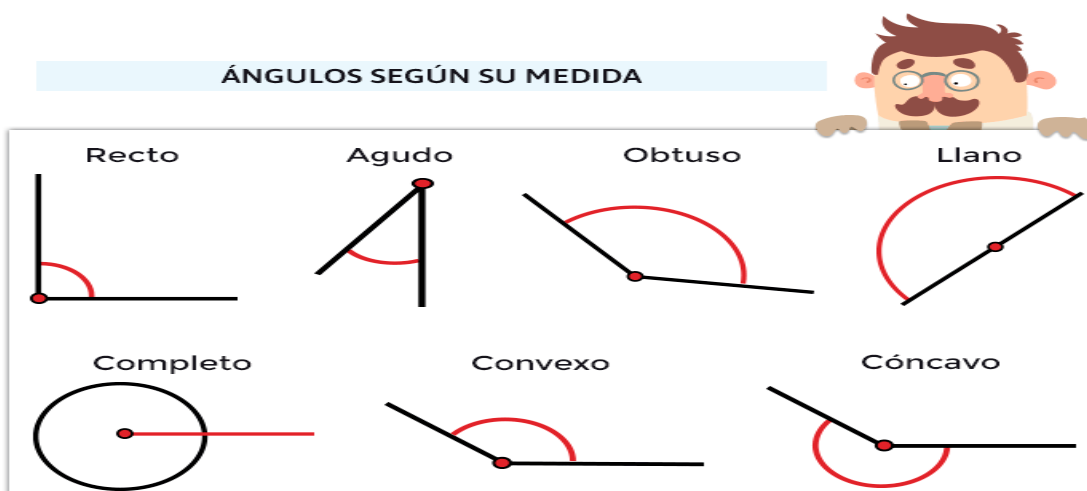 ÁNGULOS SEGÚN SU MEDIDA
Recto Agudo Obtuso Llano
Completo Convexo Cóncavo